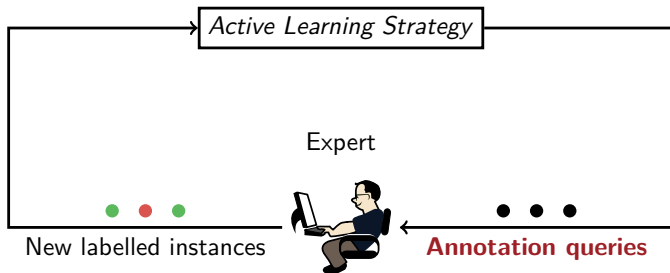 Active Learning Strategy
Expert
New labelled instances
Annotation queries